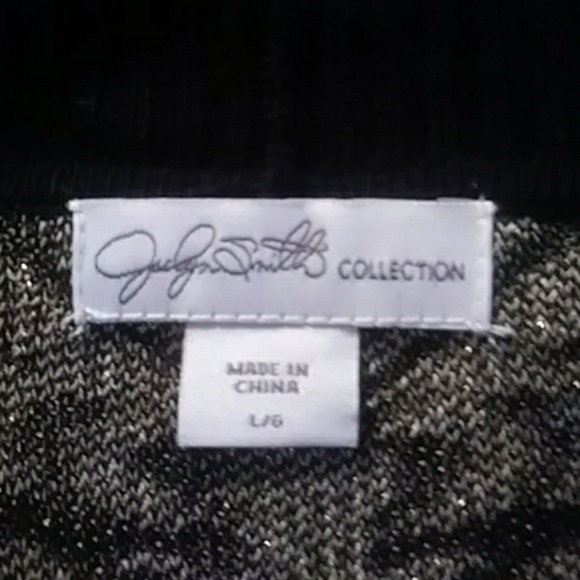 Jaclyn Smith COLLECTION
MADE IN
CHINA
L/G